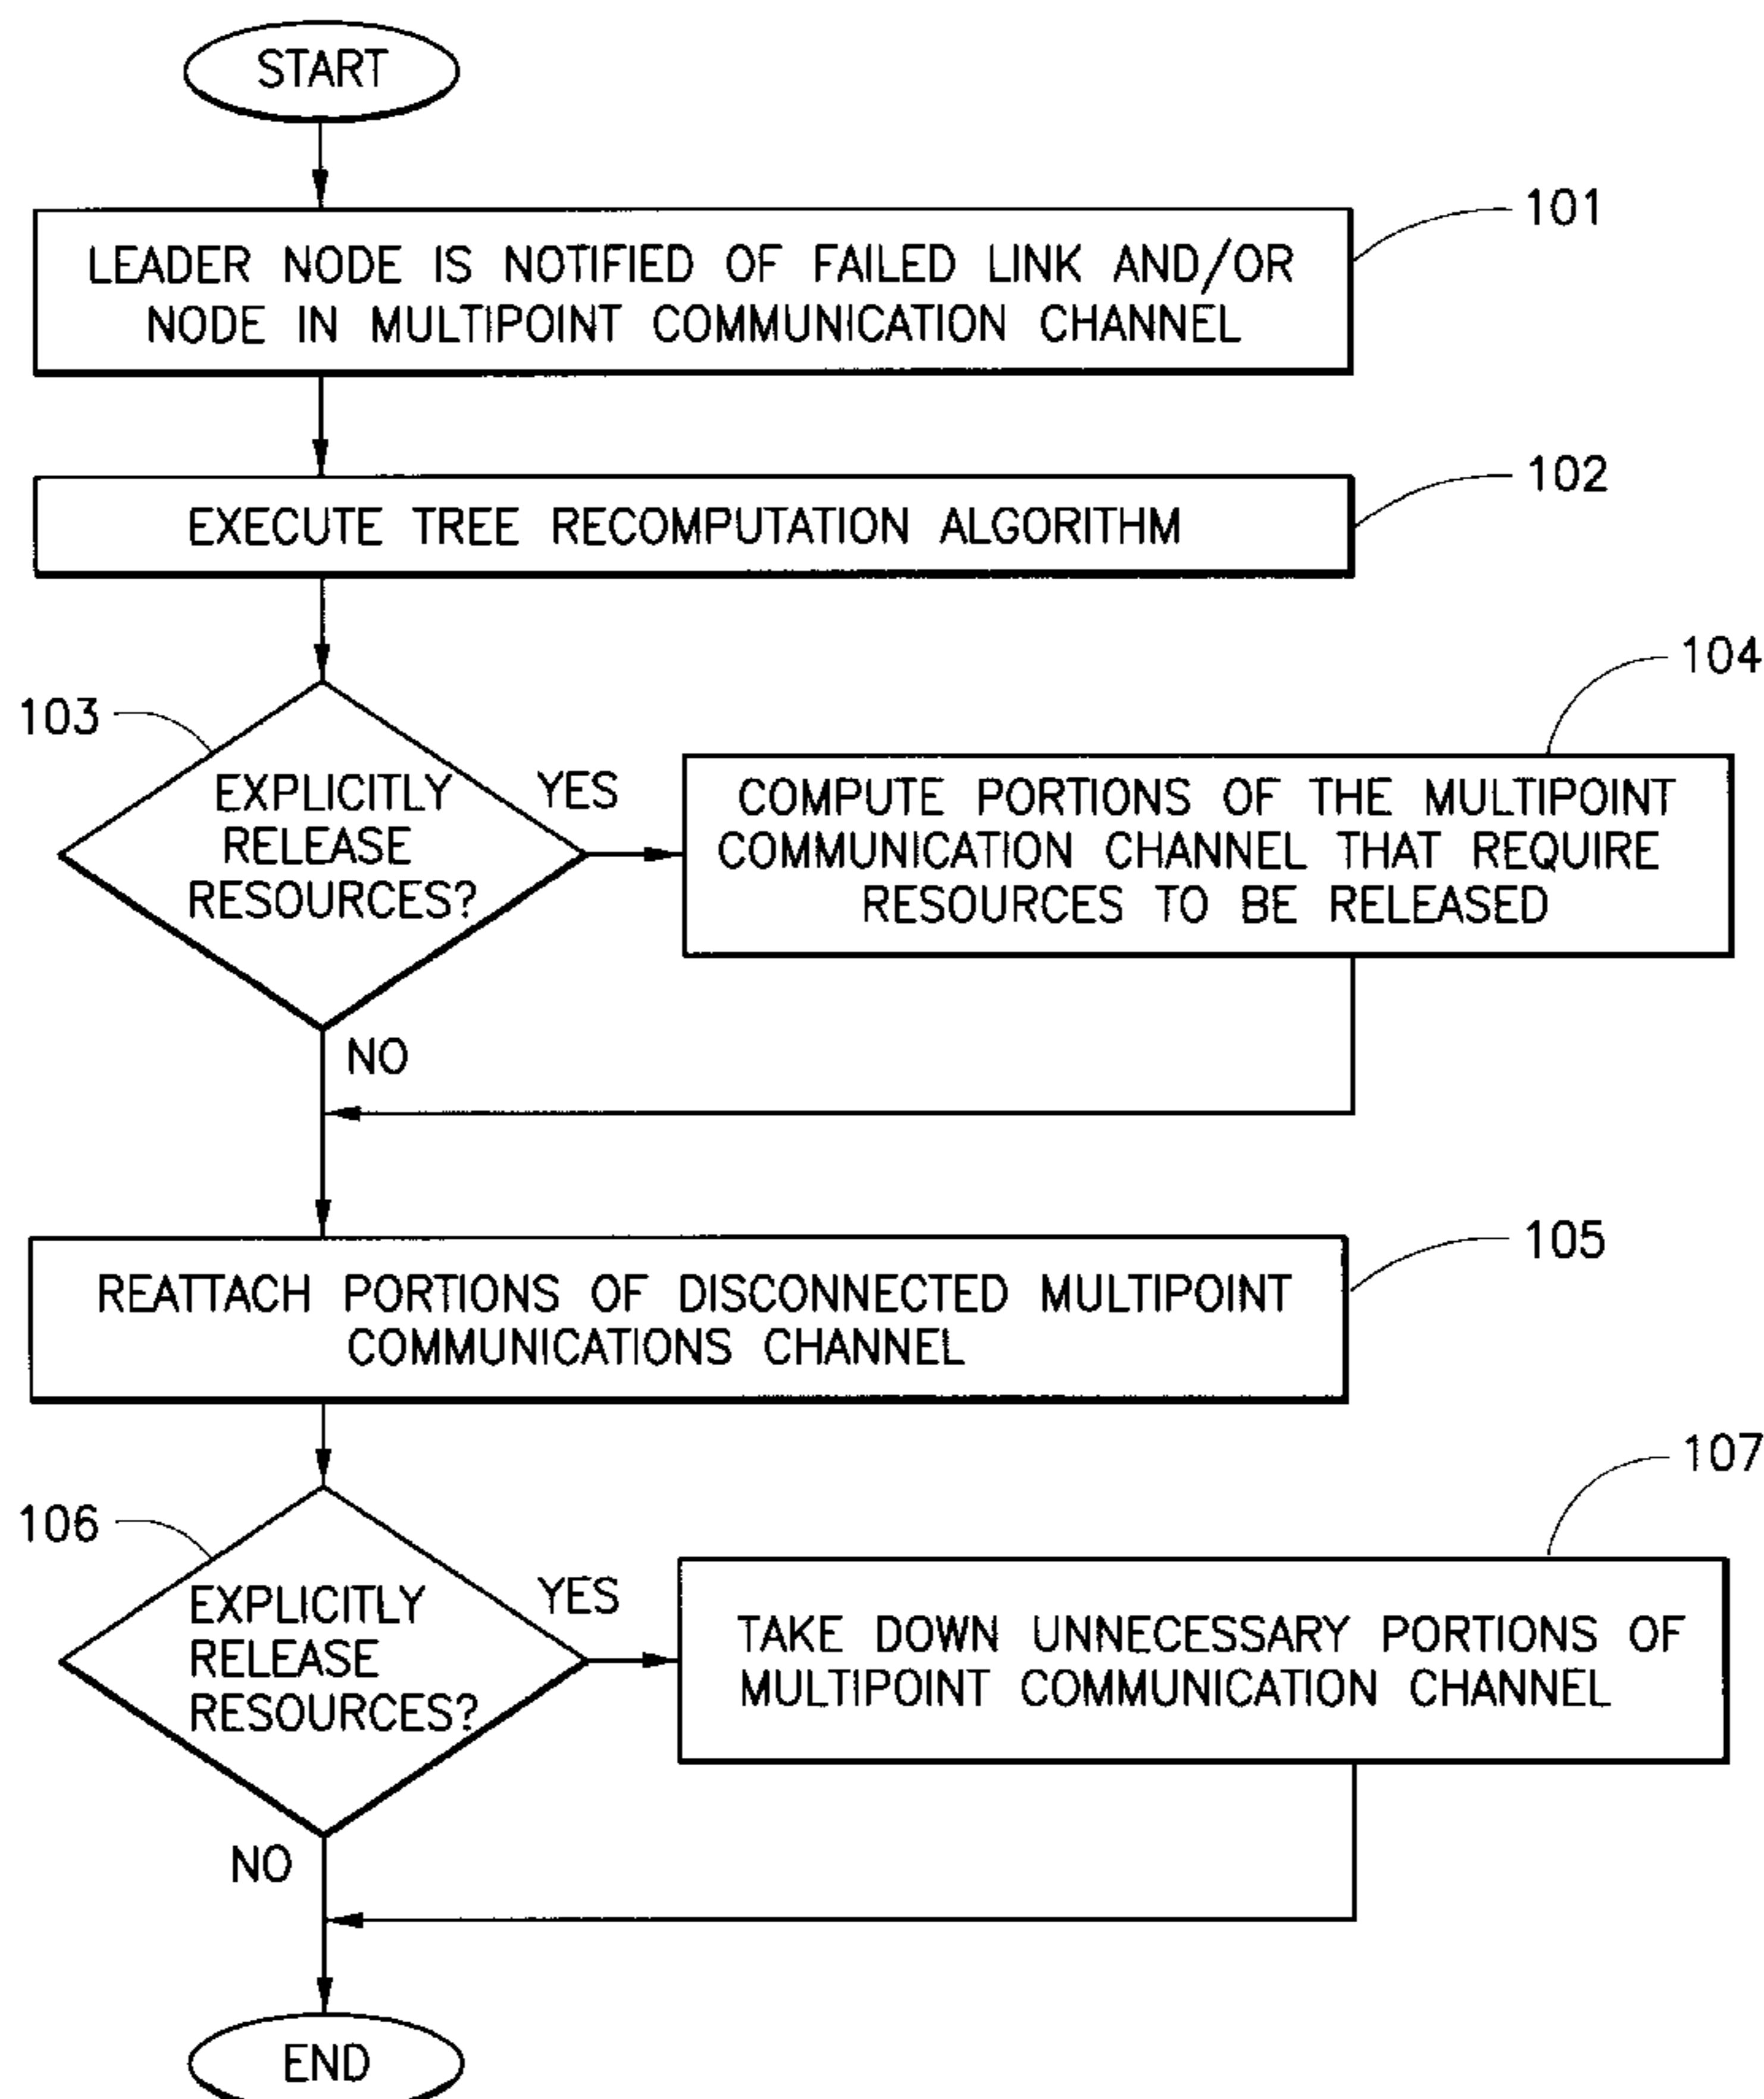 START
101
LEADER NODE IS NOTIFIED OF FAILED LINK AND/OR
NODE IN MULTIPOINT COMMUNICATION CHANNEL
102
EXECUTE TREE RECOMPUTATION ALGORITHM
103
EXPLICITLY
RELEASE
RESOURCES?
YES
104
COMPUTE PORTIONS OF THE MULTIPOINT
COMMUNICATION CHANNEL THAT REQUIRE
RESOURCES TO BE RELEASED
NO
105
REATTACH PORTIONS OF DISCONNECTED MULTIPOINT
COMMUNICATIONS CHANNEL
106
EXPLICITLY
RELEASE
RESOURCES?
YES
107
TAKE DOWN UNNECESSARY PORTIONS OF
MULTIPOINT COMMUNICATION CHANNEL
NO
END